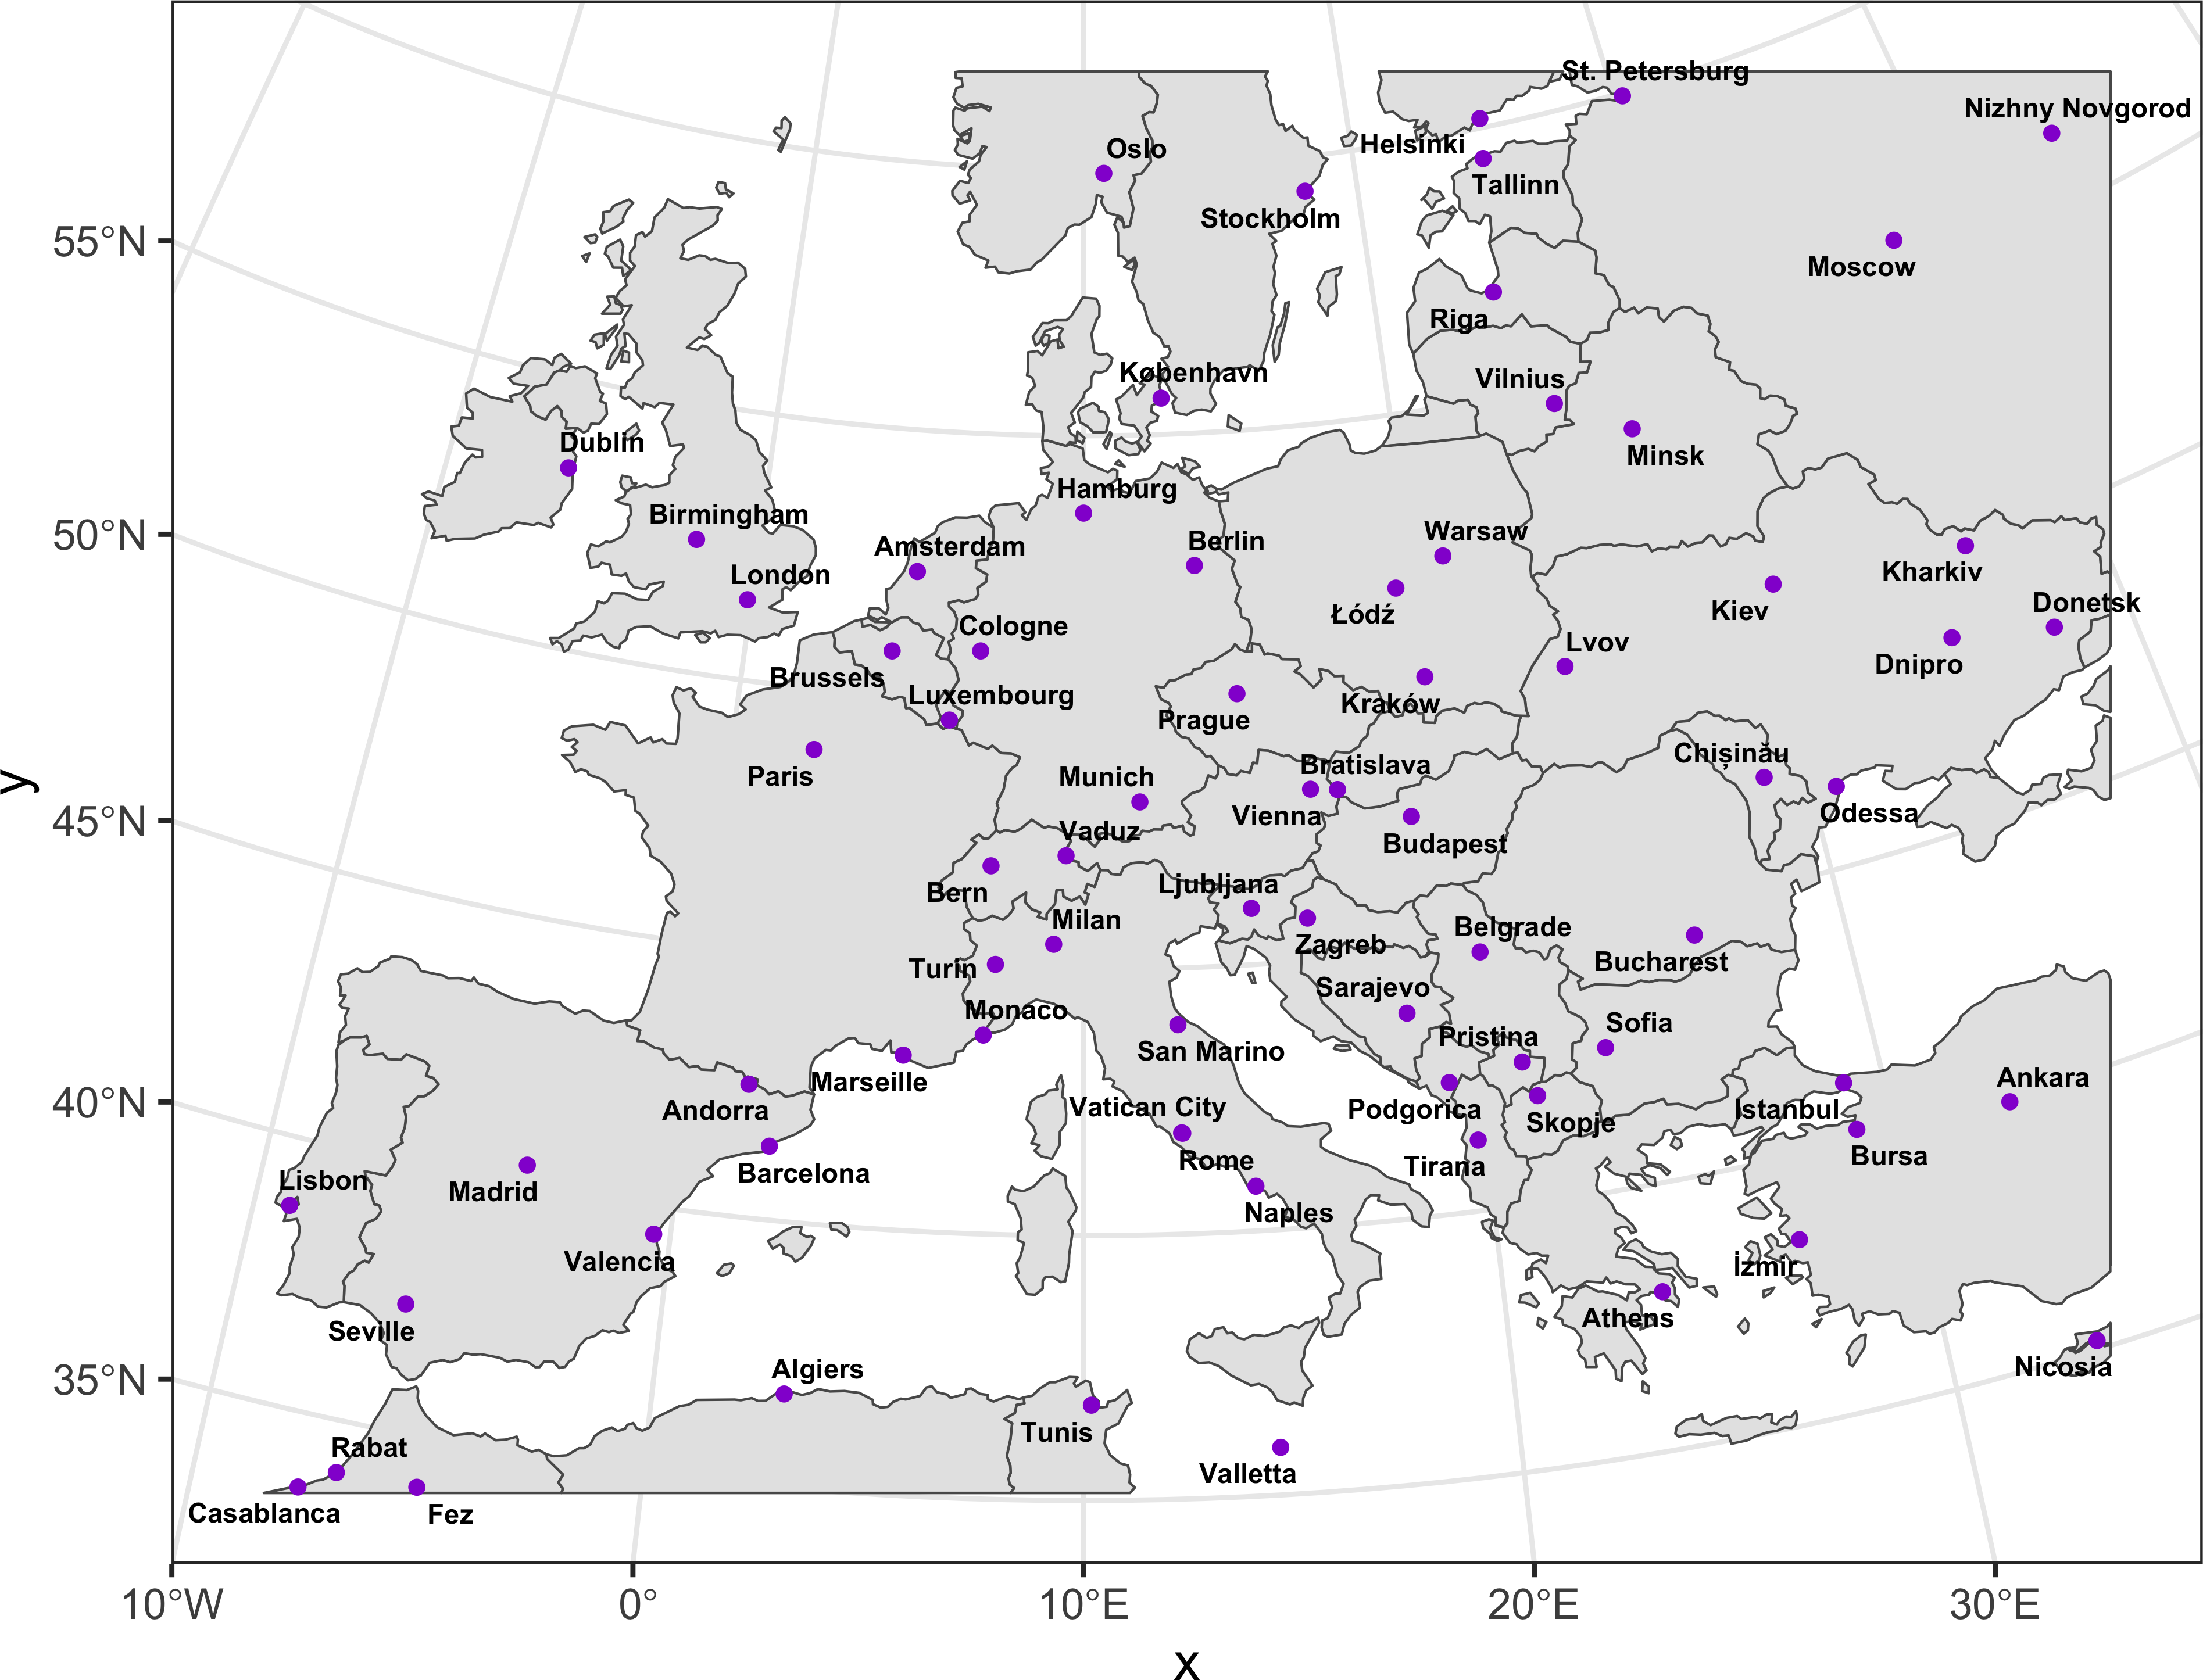 St. Petersburg
Nizhny Novgorod
Helsinki
Oslo
Tallinn
Stockholm
55°N
Moscow
Riga
København
Vilnius
Dublin
Minsk
Hamburg
Birmingham
50°N
Warsaw
Berlin
Amsterdam
Kharkiv
London
Donetsk
Kiev
Łódź
Cologne
Lvov
Dnipro
Brussels
Luxembourg
Kraków
Prague
Chișinău
Bratislava
Paris
Munich
y
Odessa
Vienna
45°N
Vaduz
Budapest
Ljubljana
Bern
Milan
Belgrade
Zagreb
Bucharest
Turin
Sarajevo
Monaco
Sofia
Pristina
San Marino
Ankara
Marseille
40°N
Vatican City
Andorra
Podgorica
Istanbul
Skopje
Bursa
Rome
Tirana
Barcelona
Lisbon
Madrid
Naples
Valencia
İzmir
Athens
Seville
Nicosia
Algiers
35°N
Tunis
Rabat
Valletta
Casablanca
Fez
10°W
0°
10°E
20°E
30°E
x